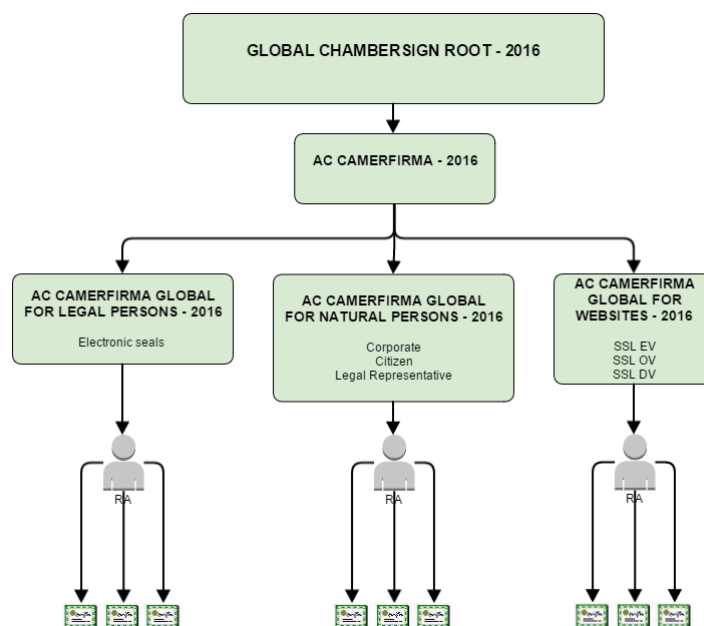 GLOBAL CHAMBERSIGN ROOT - 2016
AC CAMERFIRMA - 2016
AC CAMERFIRMA GLOBAL
FOR LEGAL PERSONS - 2016
Electronic seals
AC CAMERFIRMA GLOBAL
FOR NATURAL PERSONS - 2016
Corporate
Citizen
Legal Representative
AC CAMERFIRMA
GLOBAL FOR
WEBSITES - 2016
SSL EV
SSL OV
SSL DV
RA
RA
RA